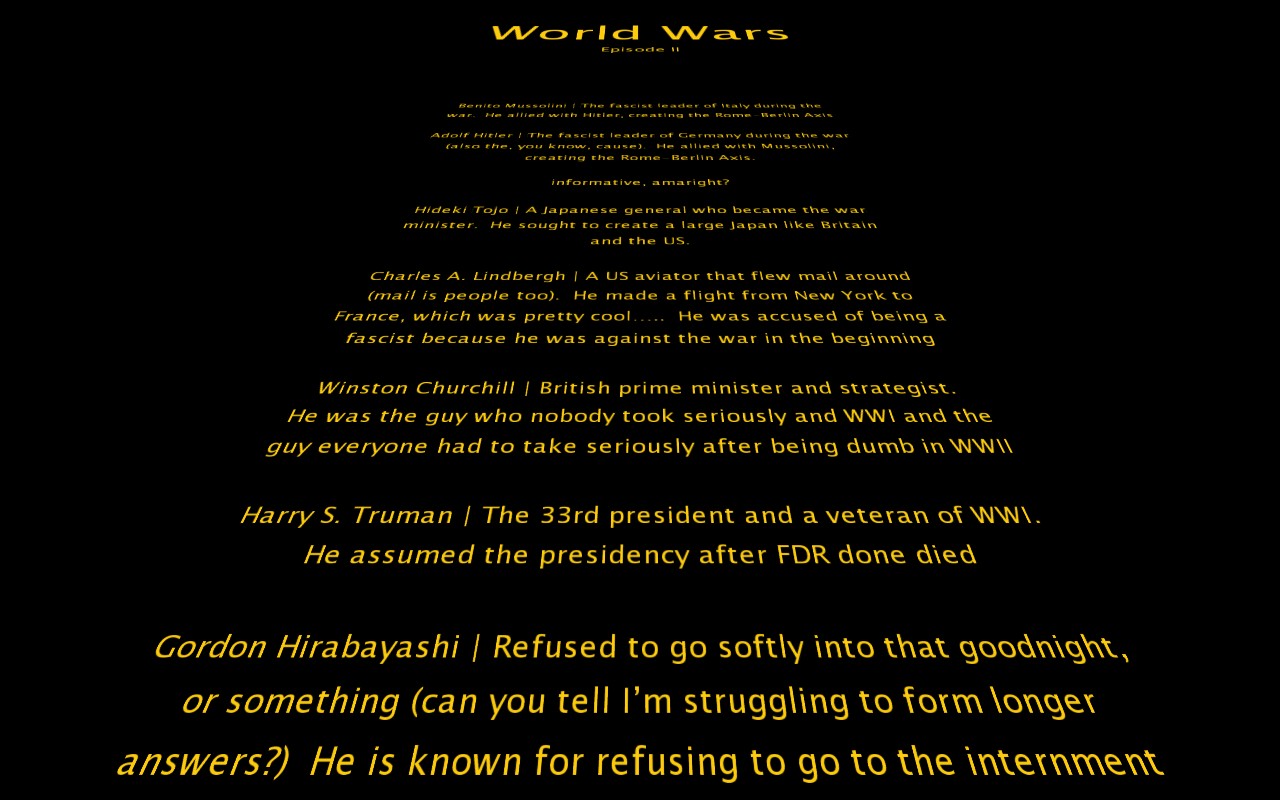 World Wars
Episode II
Benito Mussolini | The fascist leader of Italy during the
war.  He allied with Hitler, creating the Rome-Berlin Axis
Adolf Hitler | The fascist leader of Germany during the war
(also the, you know, cause).  He allied with Mussolini,
creating the Rome-Berlin Axis.
informative, amaright?
Hideki Tojo | A Japanese general who became the war
minister.  He sought to create a large Japan like Britain
and the US.
Charles A. Lindbergh | A US aviator that flew mail around
(mail is people too).  He made a flight from New York to
France, which was pretty cool.....  He was accused of being a
fascist because he was against the war in the beginning
Winston Churchill | British prime minister and strategist.
He was the guy who nobody took seriously and WWI and the
guy everyone had to take seriously after being dumb in WWII
Harry S. Truman | The 33rd president and a veteran of WWI.
He assumed the presidency after FDR done died
Gordon Hirabayashi | Refused to go softly into that goodnight,
or something (can you tell I’m struggling to form longer
answers?)  He is known for refusing to go to the internment